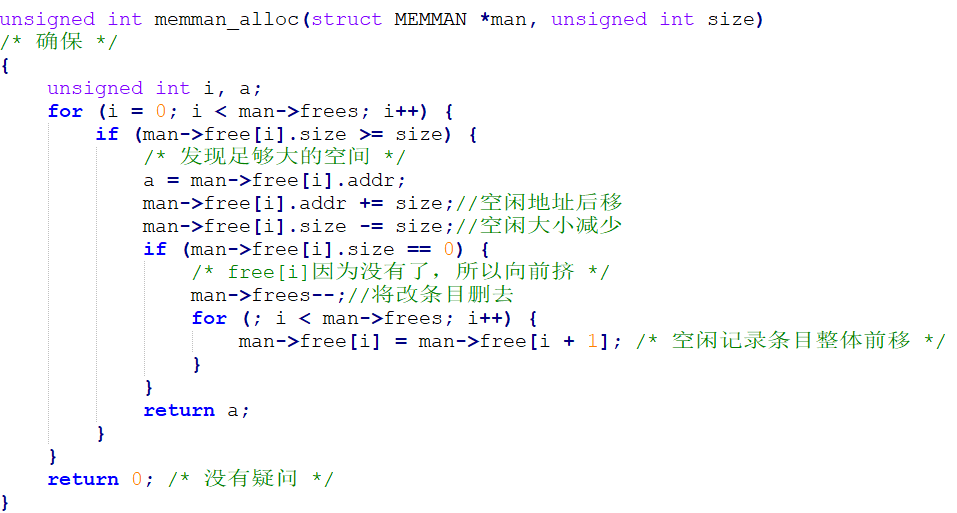 unsigned int memman_alloc(struct MEMMAN *man, unsigned int size)
/* 确保 */
{
    unsigned int i, a;
    for (i = 0; i < man->frees; i++) {
        if (man->free[i].size >= size) {
            /* 发现足够大的空间 */
            a = man->free[i].addr;
            man->free[i].addr += size;//空闲地址后移
            man->free[i].size -= size;//空闲大小减少
            if (man->free[i].size == 0) {
                /* free[i]因为没有了，所以向前挤 */
                man->frees--;//将改条目删去
                for (; i < man->frees; i++) {
                    man->free[i] = man->free[i + 1]; /* 空闲记录条目整体前移 */
                }
            }
            return a;
        }
    }
    return 0; /* 没有疑问 */
}